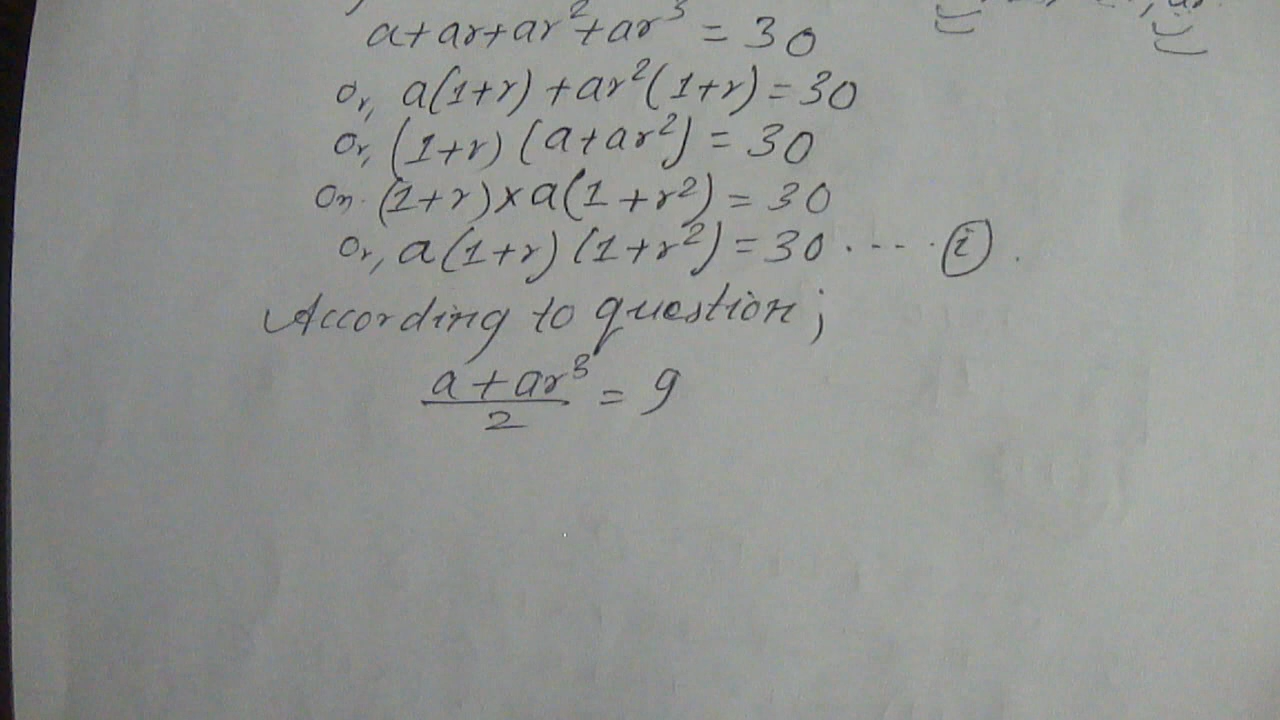 a+ar+ar²+ar³ = 30
or, a(1+r) +ar²(1+r)=30
or, (1+r) (a+ar²) = 30
or. (1+r)×a(1+r²) = 30
or, a(1+r) (1+r²) = 30 . --- . (i) .
According to question;
(a+ar³)/2 = 9